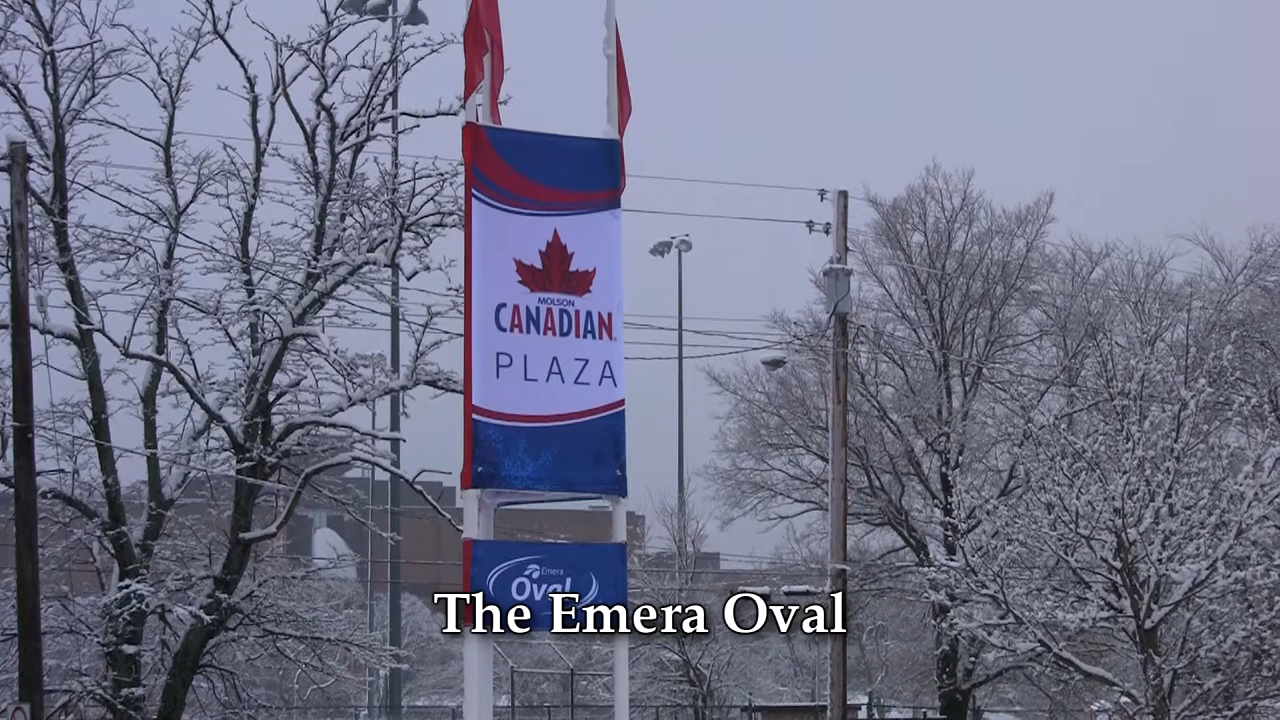 MOLSON
CANADIAN
PLAZA
Emera
Oval
The Emera Oval